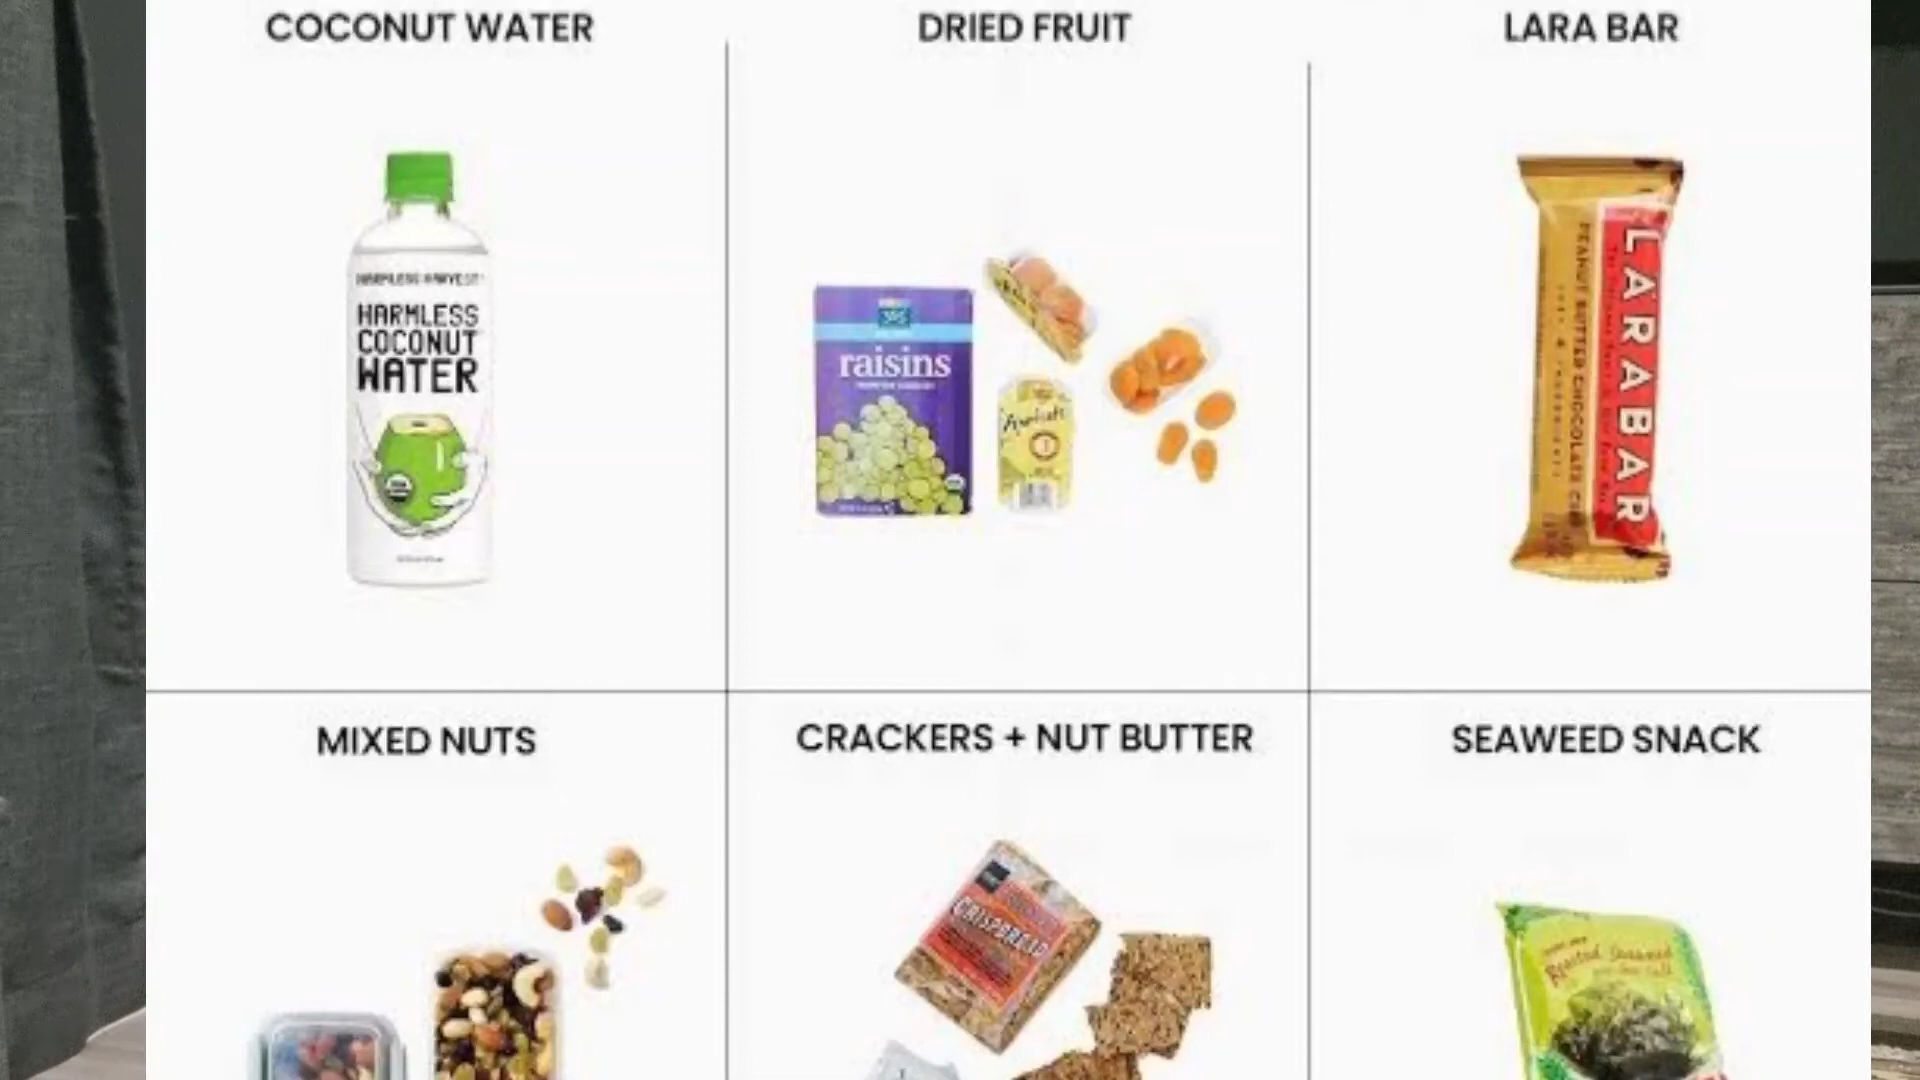 COCONUT WATER
DRIED FRUIT
LARA BAR
HARMLESS HARVEST
HARMLESS
COCONUT
WATER
365
raisins
Apricots
LARABAR
PEANUT BUTTER CHOCOLATE CHIP
MIXED NUTS
CRACKERS + NUT BUTTER
SEAWEED SNACK
CRISPBREAD
Roasted Seaweed